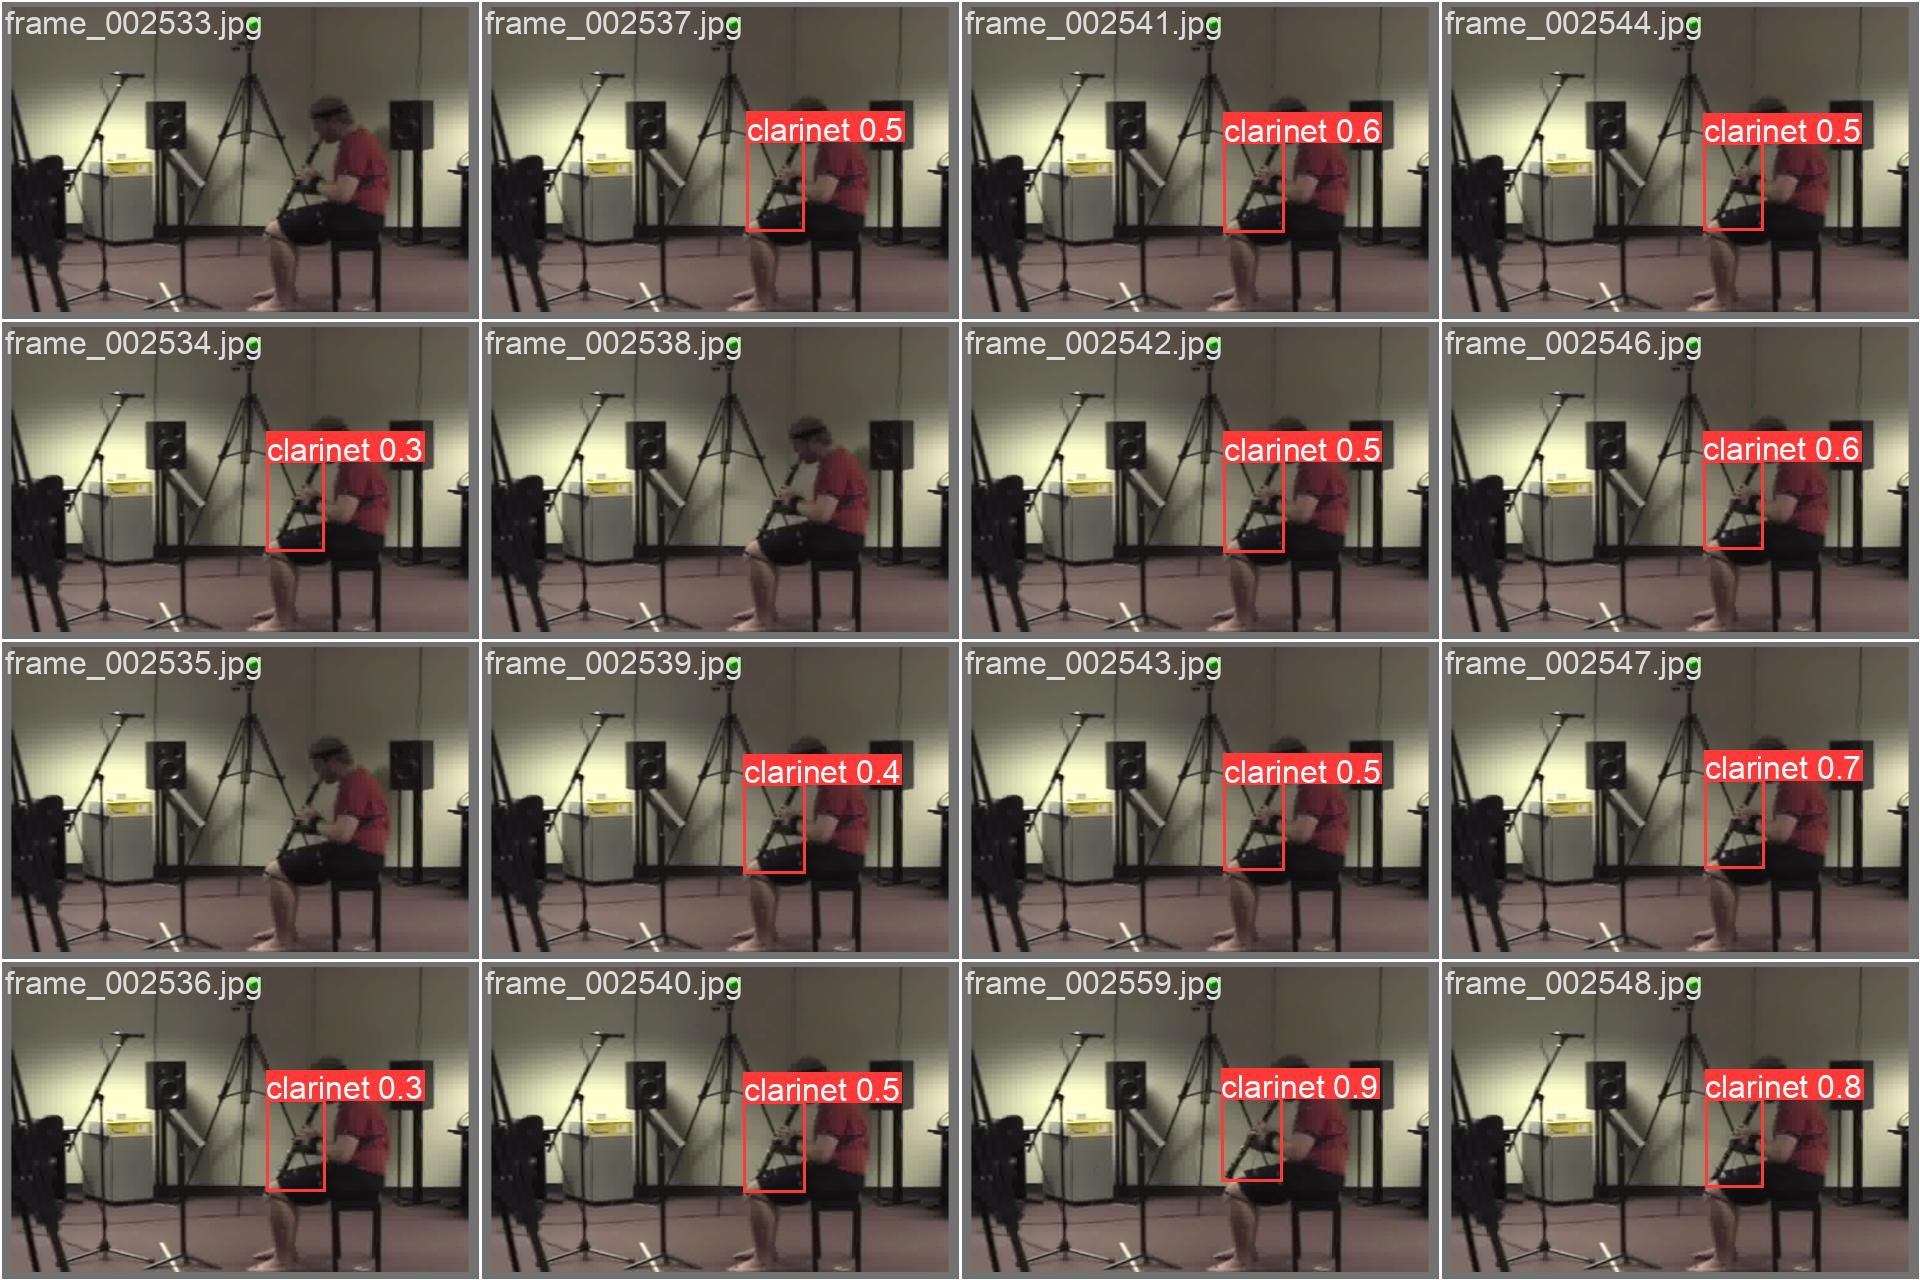 frame_002533.jpg
frame_002537.jpg
clarinet 0.5
frame_002541.jpg
clarinet 0.6
frame_002544.jpg
clarinet 0.5
frame_002534.jpg
clarinet 0.3
frame_002538.jpg
frame_002542.jpg
clarinet 0.5
frame_002546.jpg
clarinet 0.6
frame_002535.jpg
frame_002539.jpg
clarinet 0.4
frame_002543.jpg
clarinet 0.5
frame_002547.jpg
clarinet 0.7
frame_002536.jpg
clarinet 0.3
frame_002540.jpg
clarinet 0.5
frame_002559.jpg
clarinet 0.9
frame_002548.jpg
clarinet 0.8